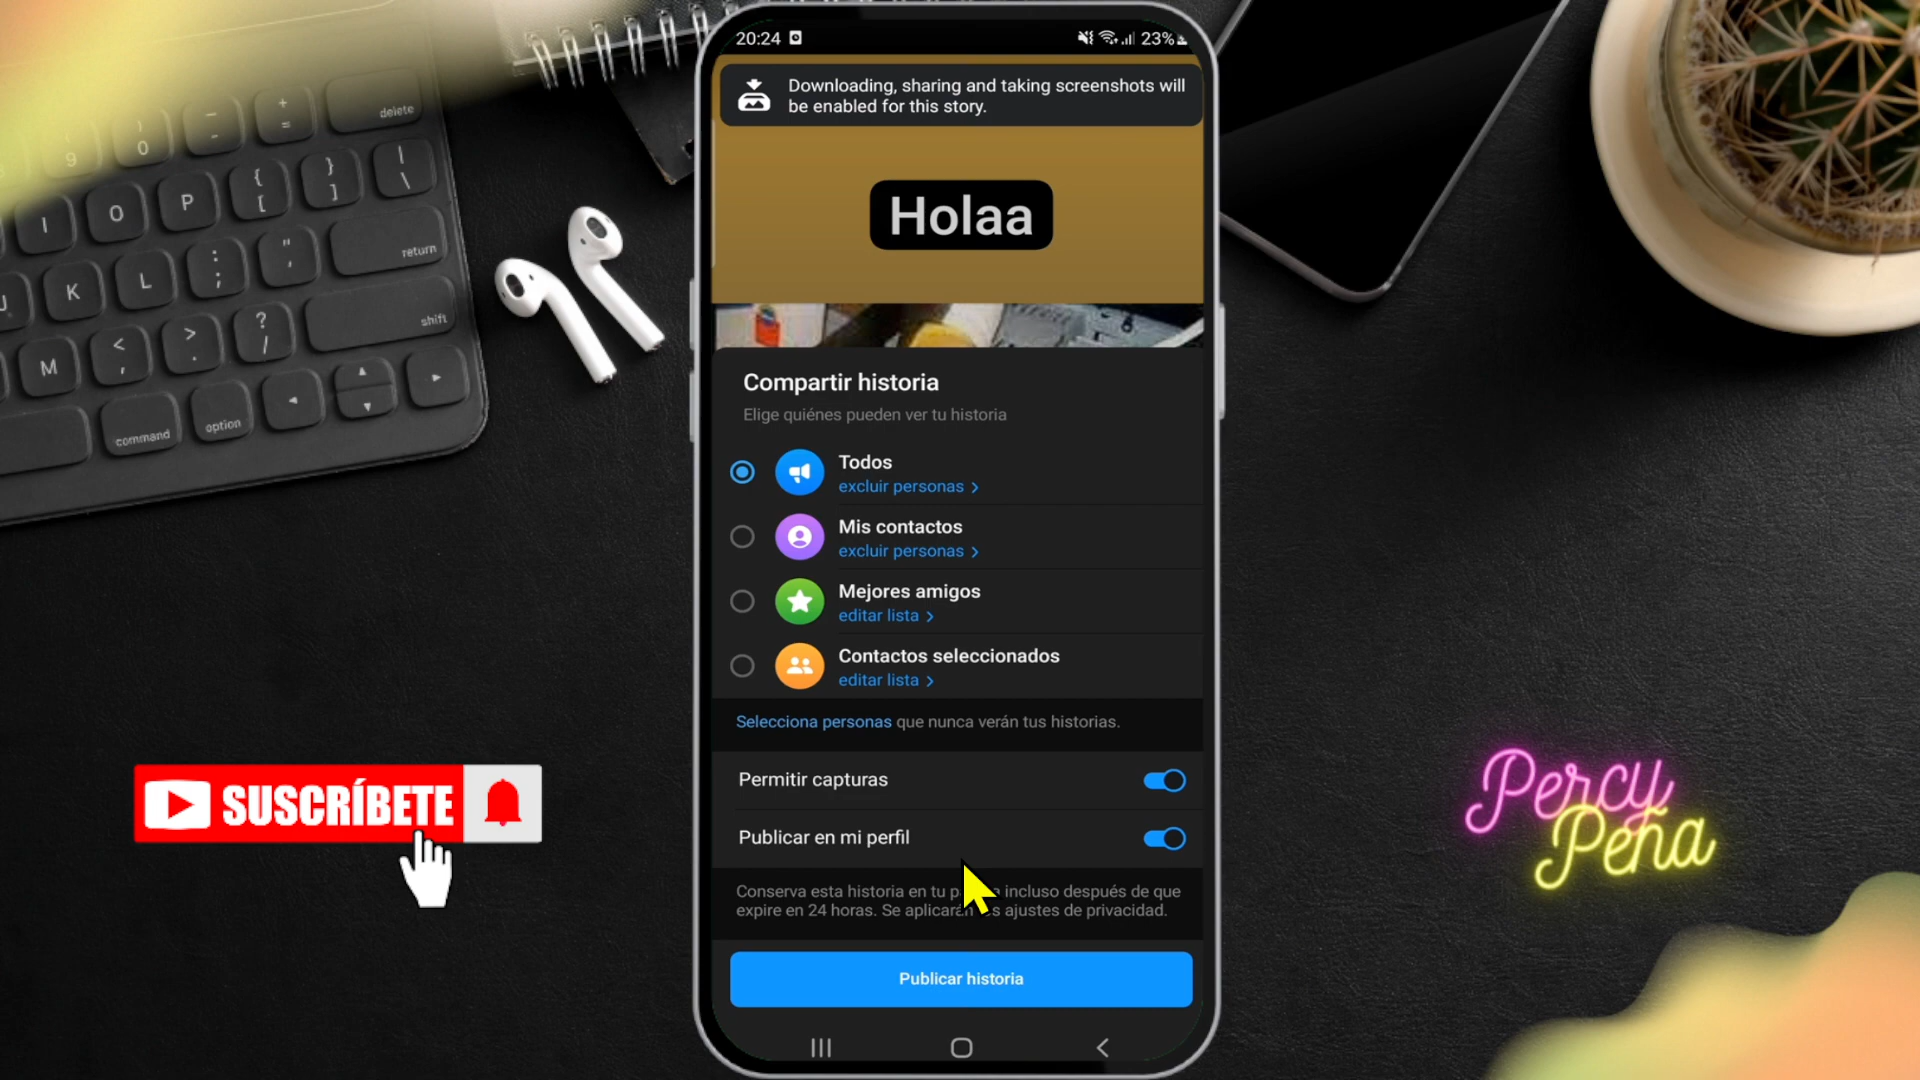 20:24
23%
Downloading, sharing and taking screenshots will
be enabled for this story.
Holaa
Compartir historia
Elige quiénes pueden ver tu historia
Todos
excluir personas >
Mis contactos
excluir personas >
Mejores amigos
editar lista >
Contactos seleccionados
editar lista >
Selecciona personas que nunca verán tus historias.
Permitir capturas
Publicar en mi perfil
Conserva esta historia en tu incluso después de que
expire en 24 horas. Se aplicarán ajustes de privacidad.
Publicar historia
SUSCRÍBETE
Percy
Peña
delete
9 0 - + =
I O P { [ } ] | \
return
J K L : ; " '
shift
M < , > . ? /
command
option